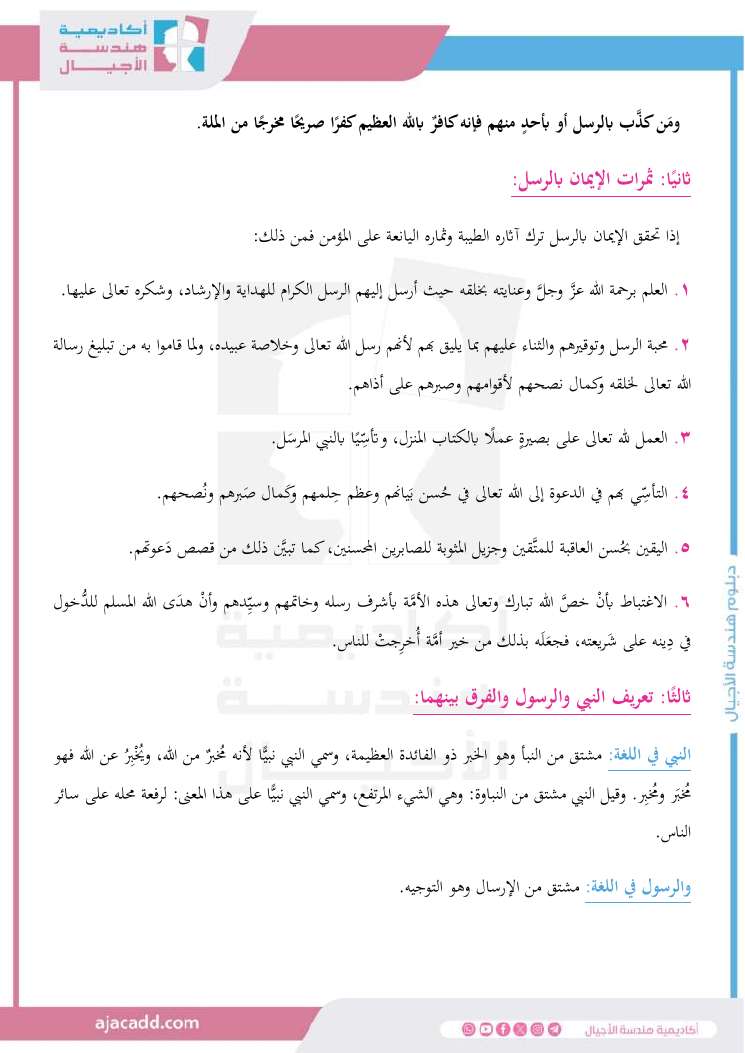 أكاديمية
هندسة
الأجيال
ومَن كذَّب بالرسل أو بأحدٍ منهم فإنه كافرٌ بالله العظيم كفرًا صريحًا مخرجًا من الملة.
ثانيًا: ثمرات الإيمان بالرسل:
إذا تحقق الإيمان بالرسل ترك آثاره الطيبة وثماره اليانعة على المؤمن فمن ذلك:
١. العلم برحمة الله عزَّ وجلَّ وعنايته بخلقه حيث أرسل إليهم الرسل الكرام للهداية والإرشاد، وشكره تعالى عليها.
٢. محبة الرسل وتوقيرهم والثناء عليهم بما يليق بهم لأنهم رسل الله تعالى وخلاصة عبيده، ولما قاموا به من تبليغ رسالة
الله تعالى لخلقه وكمال نصحهم لأقوامهم وصبرهم على أذاهم.
٣. العمل لله تعالى على بصيرةٍ عملًا بالكتاب المنزل، وتأسِّيًا بالنبي المرسَل.
٤. التأسِّي بهم في الدعوة إلى الله تعالى في حُسن بَيانهم وعظم حِلمهم وكَمال صَبرهم ونُصحهم.
٥. اليقين بحُسن العاقبة للمتَّقين وجزيل المثوبة للصابرين المحسنين، كما تبيَّن ذلك من قصص دَعوتهم.
٦. الاغتباط بأنْ خصَّ الله تبارك وتعالى هذه الأمَّة بأشرف رسله وخاتمهم وسيِّدهم وأنْ هدَى الله المسلم للدُّخول
في دِينه على شَريعته، فجعَلَه بذلك من خير أمَّة أُخرِجتْ للناس.
ثالثًا: تعريف النبي والرسول والفرق بينهما:
النبي في اللغة: مشتق من النبأ وهو الخبر ذو الفائدة العظيمة، وسمي النبي نبيًّا لأنه مُخبرٌ من الله، ويُخْبِرُ عن الله فهو
مُخبَر ومُخبِر. وقيل النبي مشتق من النباوة: وهي الشيء المرتفع، وسمي النبي نبيًّا على هذا المعنى: لرفعة محله على سائر
الناس.
والرسول في اللغة: مشتق من الإرسال وهو التوجيه.
دبلوم هندسة الأجيال
أكاديمية
هندسة
الأجيال
ajacadd.com
أكاديمية هندسة الأجيال